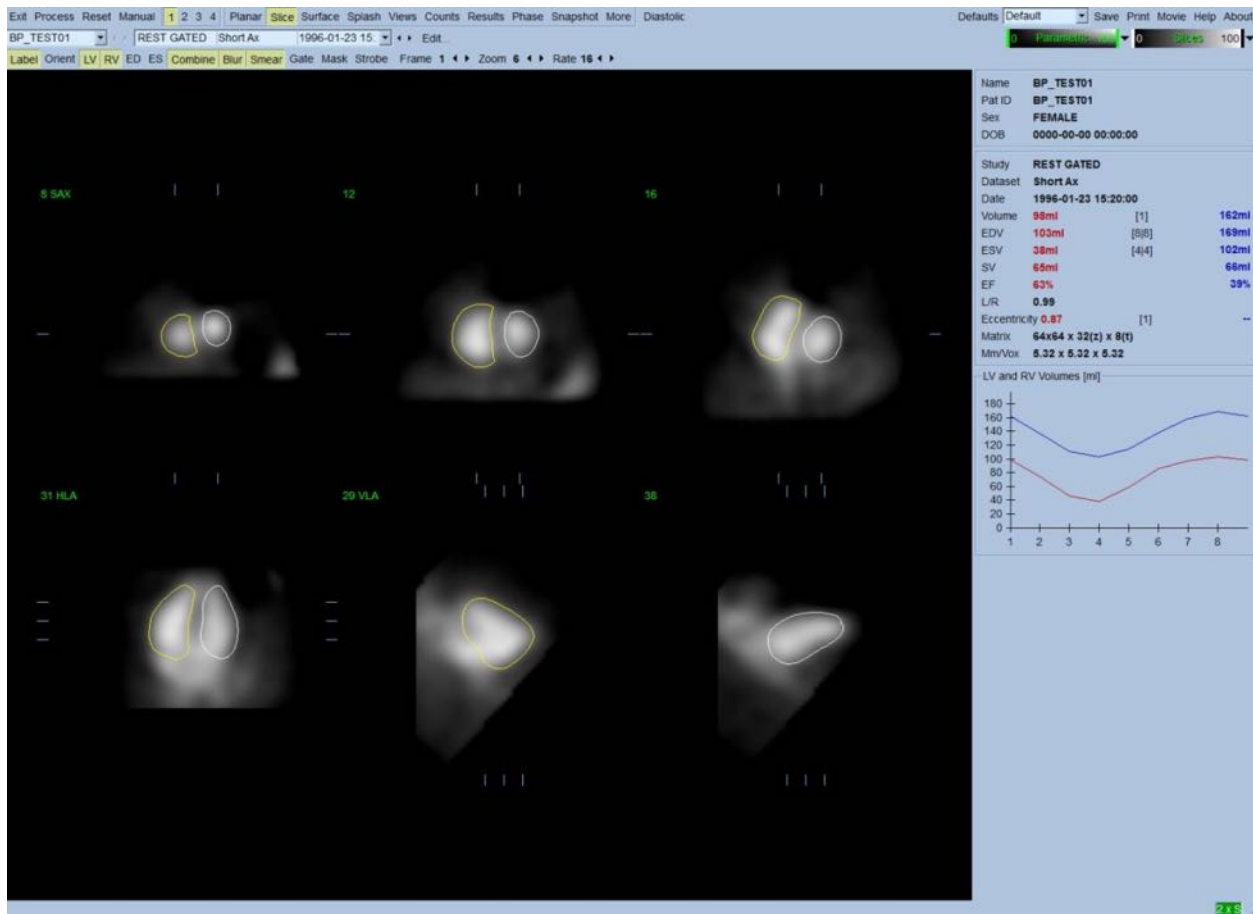 Exit Process Reset Manual 1 2 3 4 Planar Slice Surface Splash Views Counts Results Phase Snapshot More Diastolic Defaults Default Save Print Movie Help About
BP_TEST01 REST GATED Short Ax 1996-01-23 15: Edit... 0 Parametric 0 Slices 100
Label Orient LV RV ED ES Combine Blur Smear Gate Mask Strobe Frame 1 Zoom 6 Rate 16
Name BP_TEST01
Pat ID BP_TEST01
Sex FEMALE
DOB 0000-00-00 00:00:00
Study REST GATED
Dataset Short Ax
Date 1996-01-23 15:20:00
Volume 98ml [1] 162ml
EDV 103ml [8|8] 169ml
ESV 38ml [4|4] 102ml
SV 65ml 66ml
EF 63% 39%
L/R 0.99
Eccentricity 0.87 [1] --
Matrix 64x64 x 32(z) x 8(t)
Mm/Vox 5.32 x 5.32 x 5.32
LV and RV Volumes [ml]
180
160
140
120
100
80
60
40
20
0
1 2 3 4 5 6 7 8
8 SAX 12 16
31 HLA 29 VLA 38
2 x S